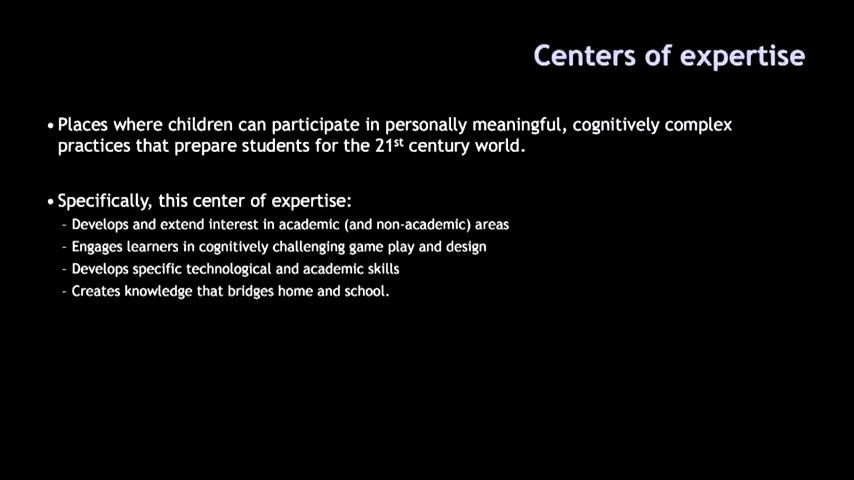 Centers of expertise
• Places where children can participate in personally meaningful, cognitively complex
practices that prepare students for the 21st century world.
• Specifically, this center of expertise:
- Develops and extend interest in academic (and non-academic) areas
- Engages learners in cognitively challenging game play and design
- Develops specific technological and academic skills
- Creates knowledge that bridges home and school.